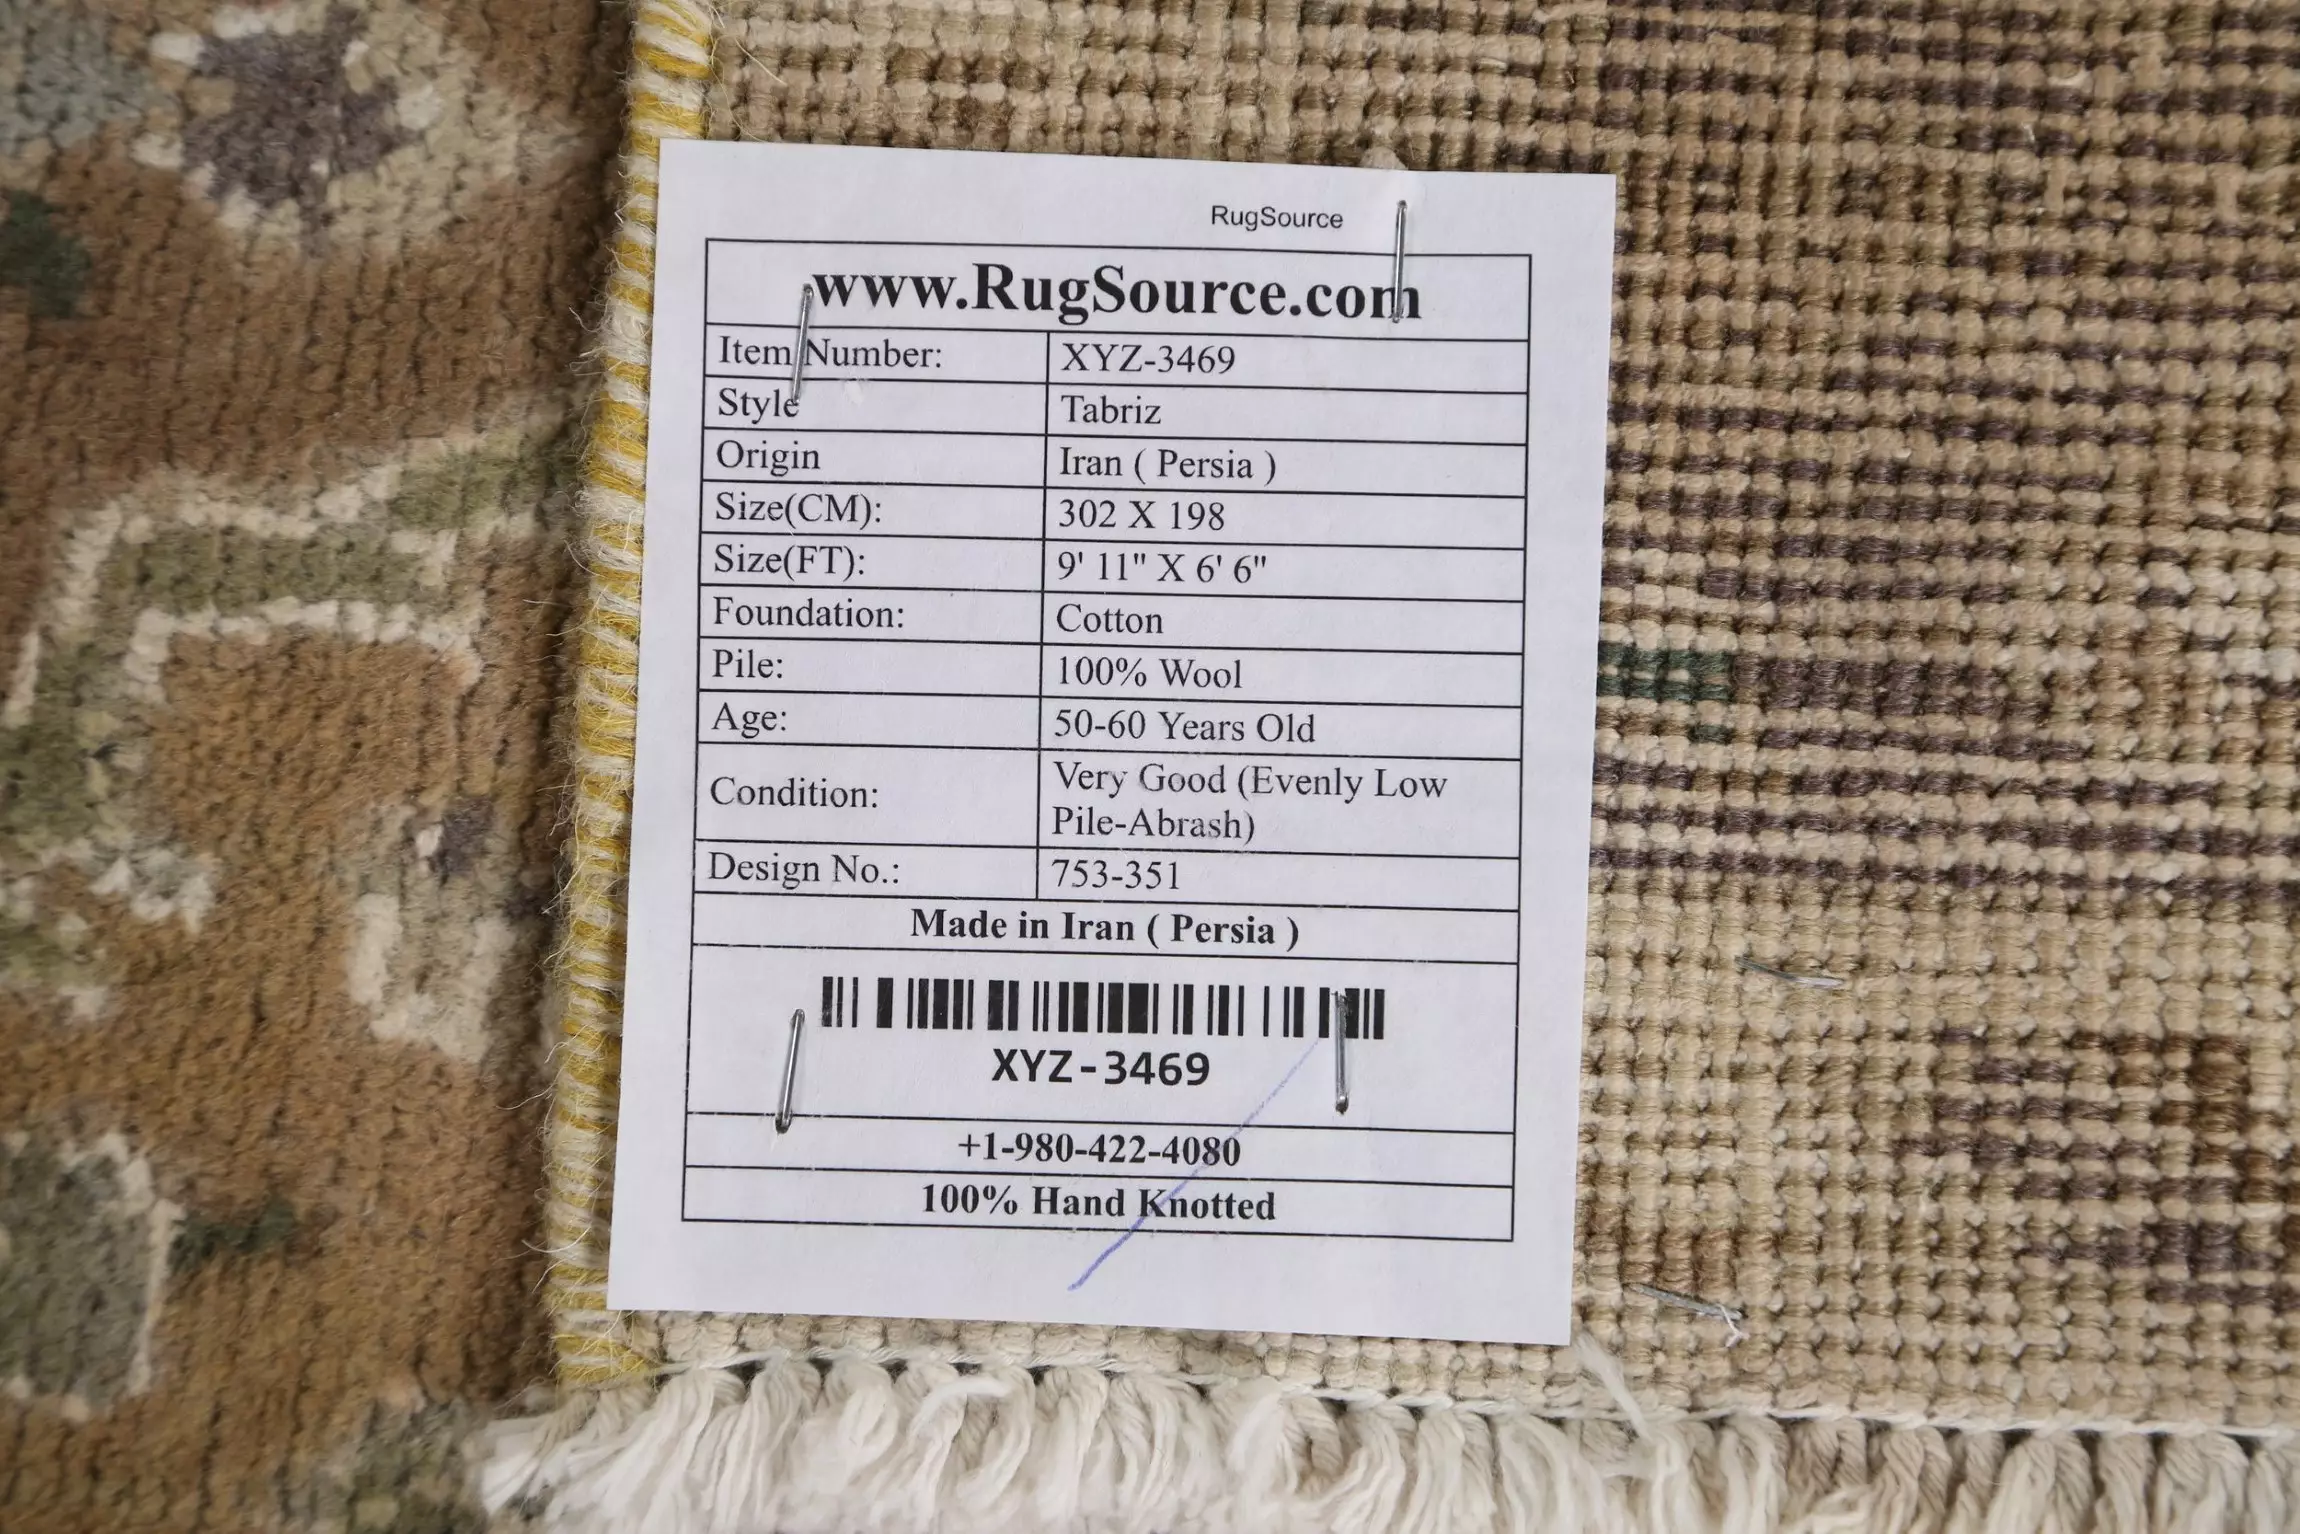 RugSource
www.RugSource.com
Item Number: XYZ-3469
Style Tabriz
Origin Iran ( Persia )
Size(CM): 302 X 198
Size(FT): 9' 11" X 6' 6"
Foundation: Cotton
Pile: 100% Wool
Age: 50-60 Years Old
Condition: Very Good (Evenly Low
Pile-Abrash)
Design No.: 753-351
Made in Iran ( Persia )
XYZ-3469
+1-980-422-4080
100% Hand Knotted